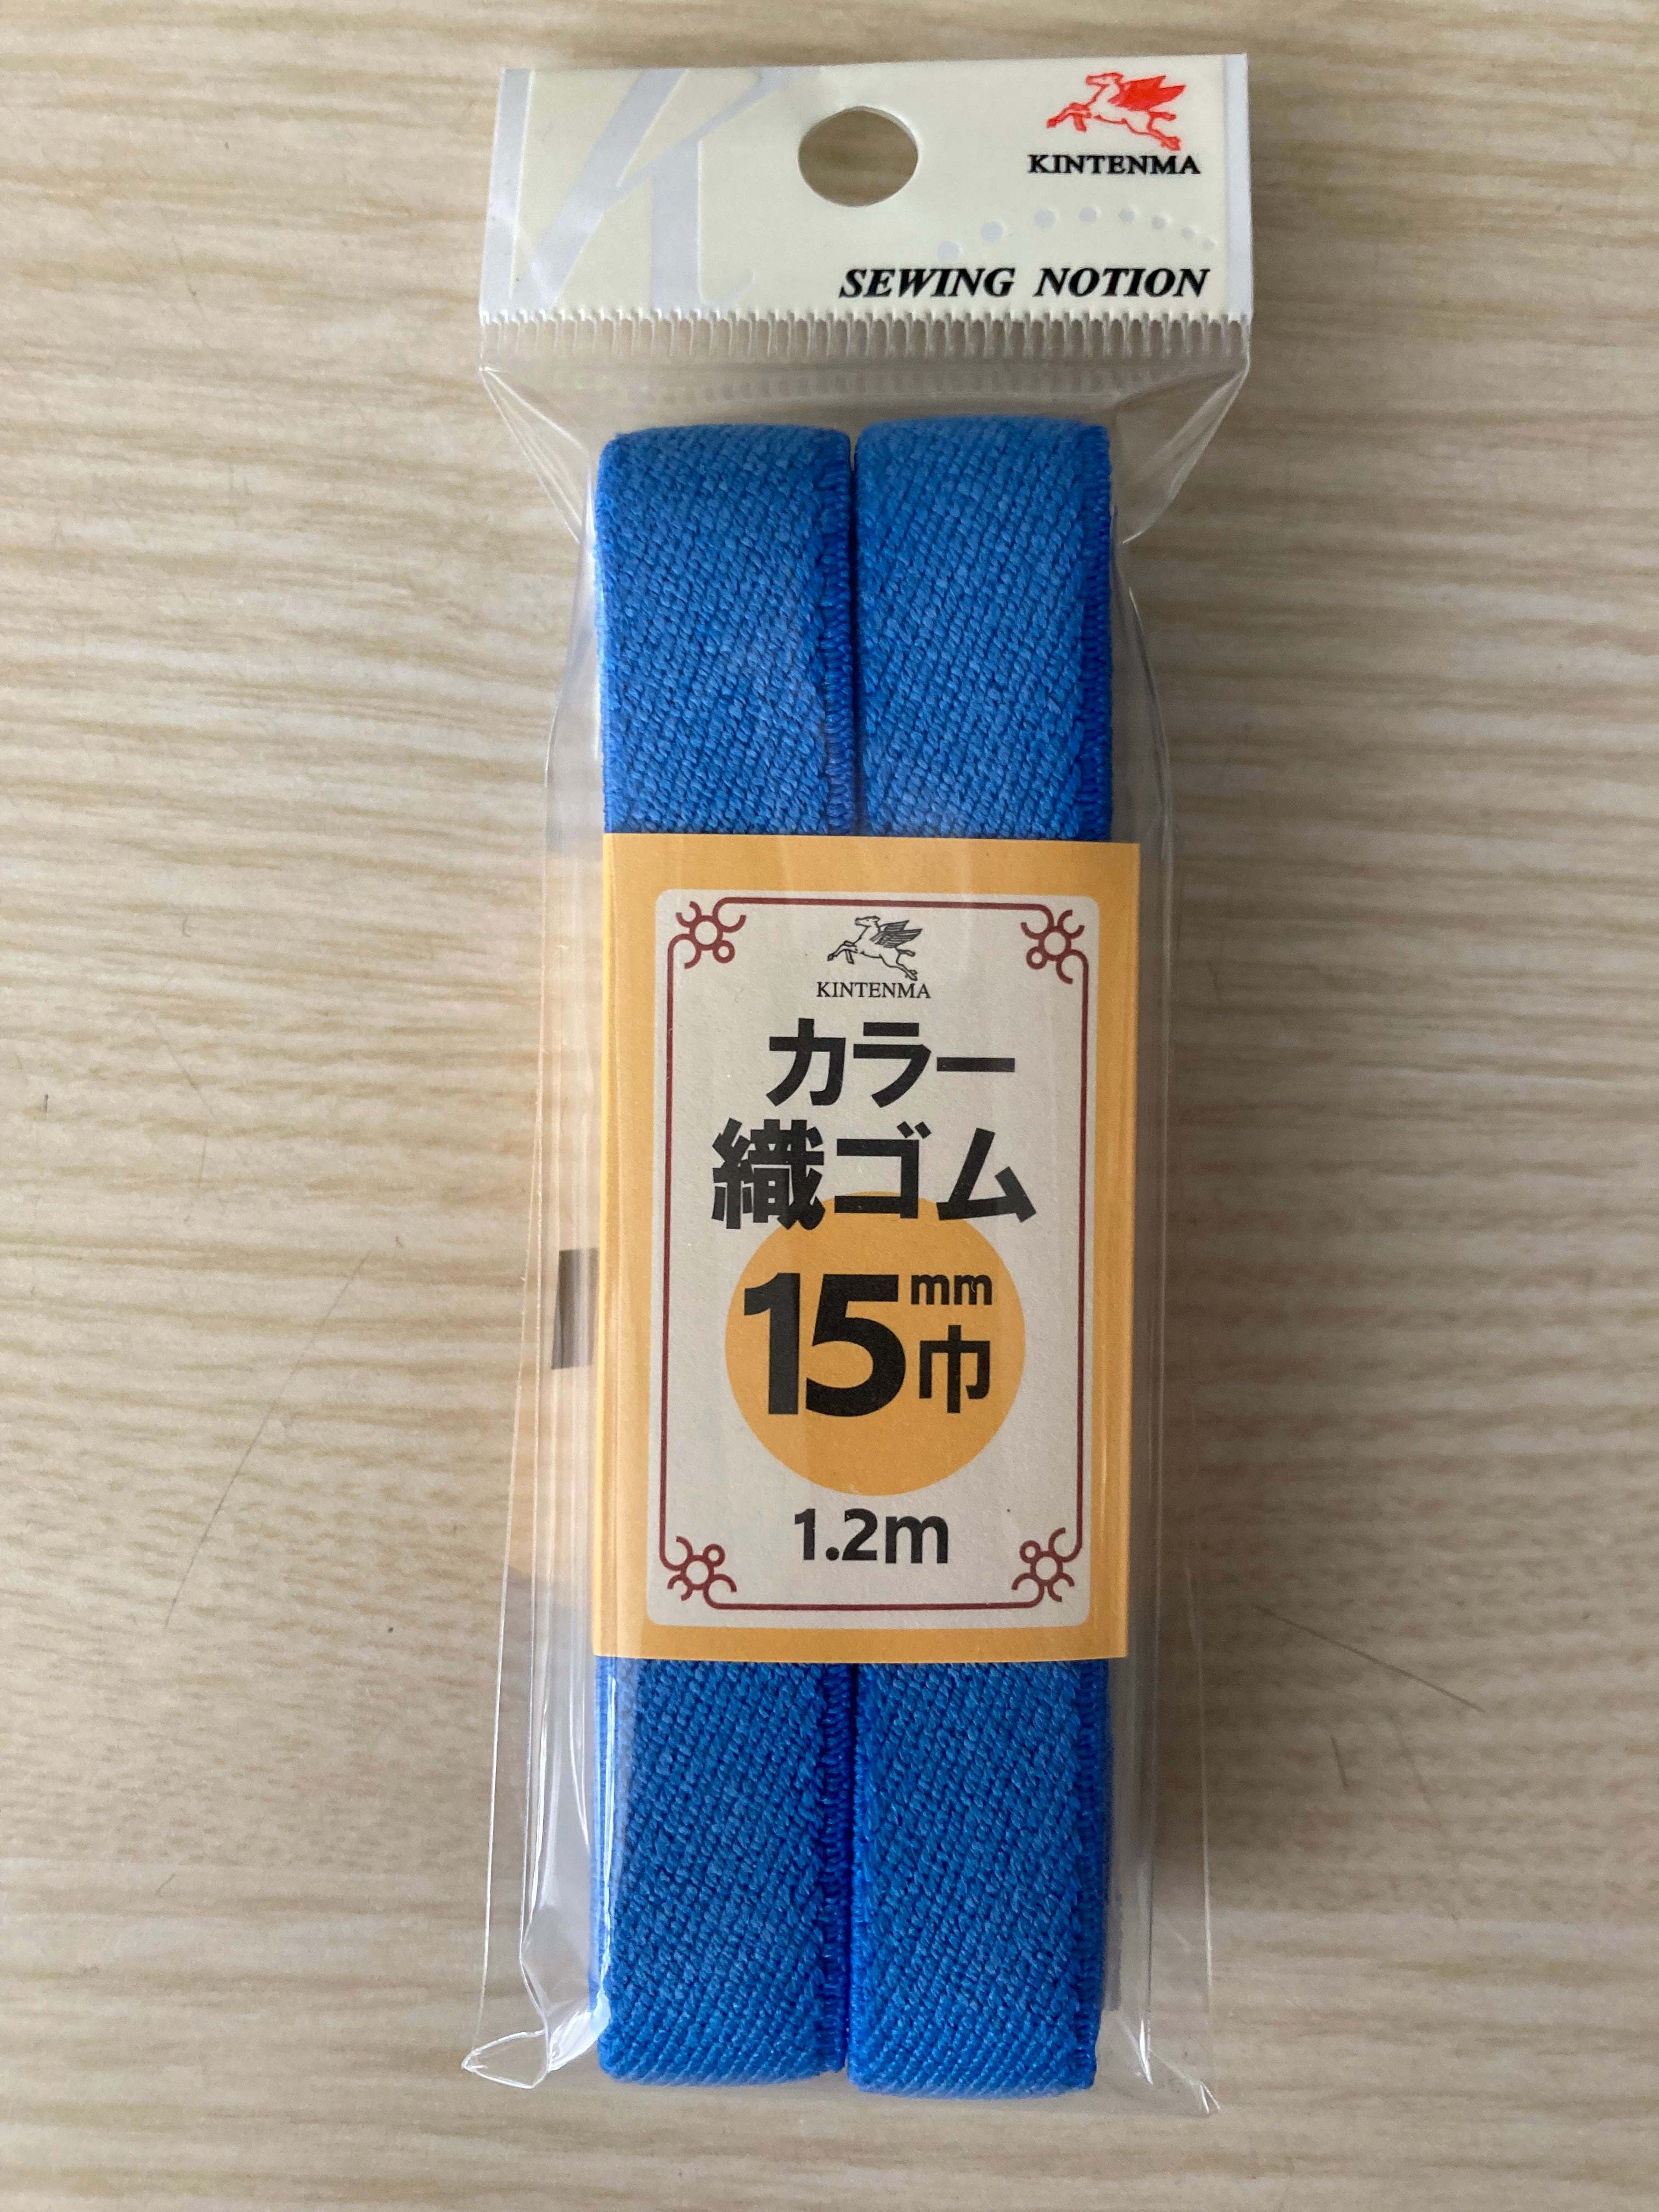 KINTENMA
SEWING NOTION
KINTENMA
カラー
織ゴム
15mm巾
1.2m